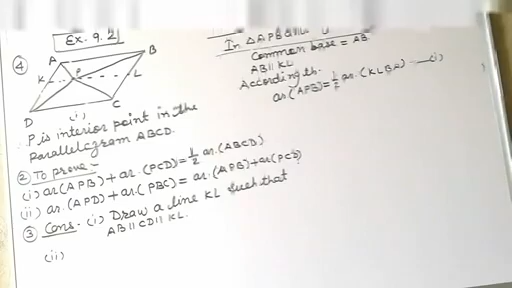 Ex. 9.2
④
A
B
K
P
L
D
C
(i)
P is interior point in the
Parallelogram ABCD.
② To prove-
(i) ar(APB)+ar.(PCD)=½ ar.(ABCD)
(ii) ar.(APD)+ar.(PBC)= ar.(APB)+ar(PCD)
③ Cons- (i) Draw a line KL such that
AB||CD||KL.
(ii)
In △APB &
Common base = AB
AB||KL
According th.
ar(APB)=½ ar.(KLBA) —(i)